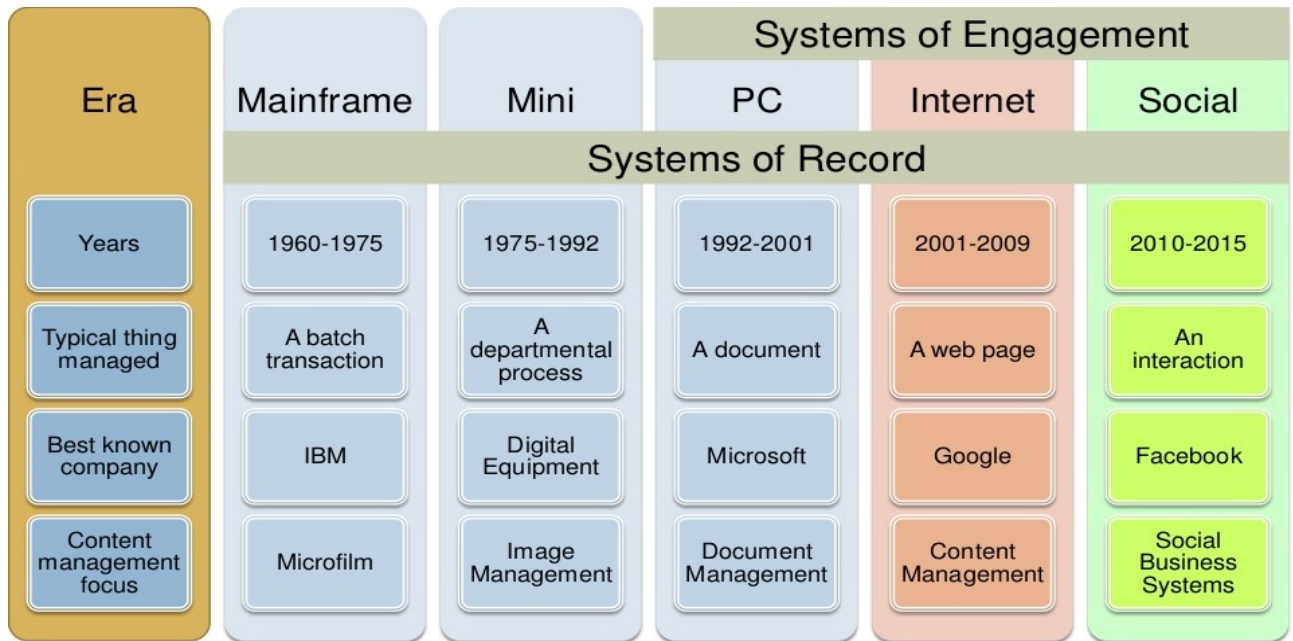 Systems of Engagement
Era
Mainframe
Mini
PC
Internet
Social
Systems of Record
Years
1960-1975
1975-1992
1992-2001
2001-2009
2010-2015
Typical thing
managed
A batch
transaction
A
departmental
process
A document
A web page
An
interaction
Best known
company
IBM
Digital
Equipment
Microsoft
Google
Facebook
Content
management
focus
Microfilm
Image
Management
Document
Management
Content
Management
Social
Business
Systems